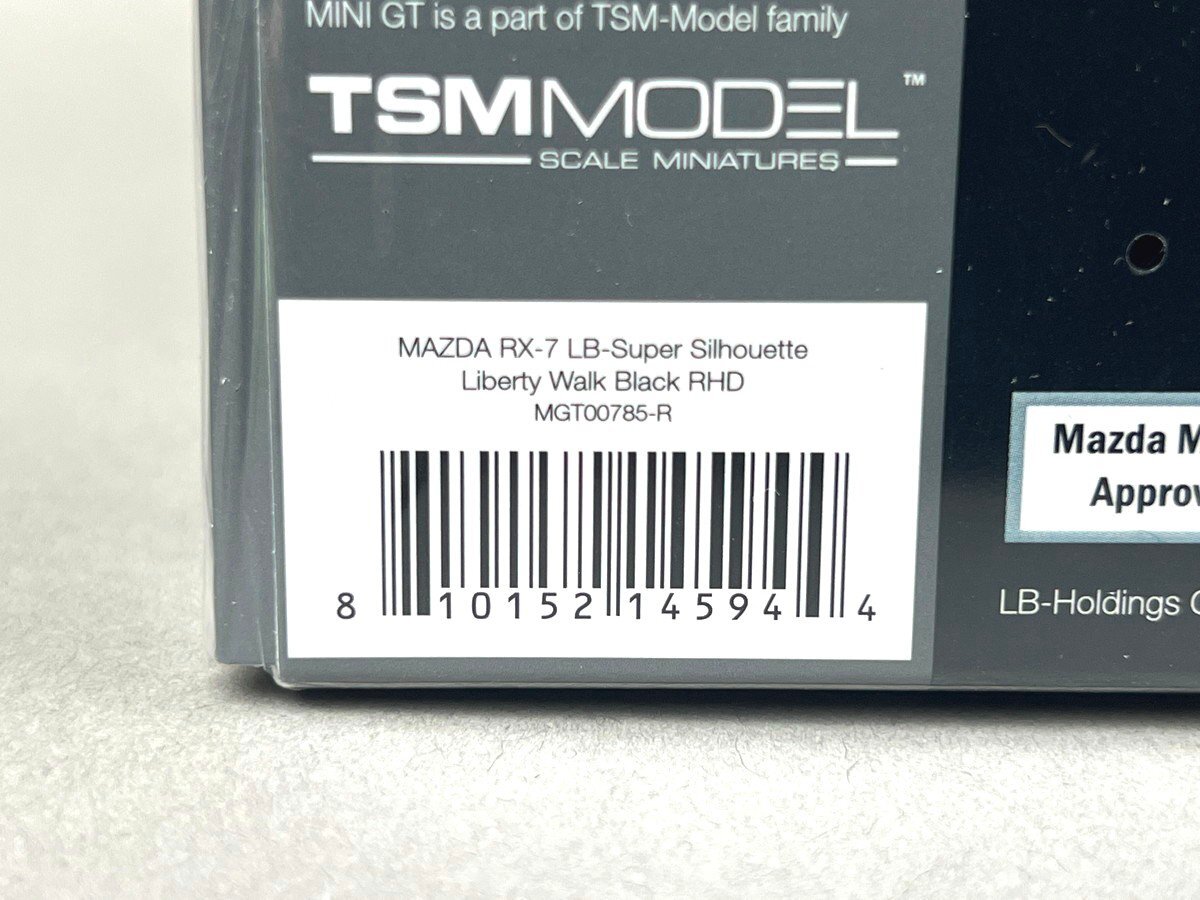 MINI GT is a part of TSM-Model family
TSMMODEL™
SCALE MINIATURES
MAZDA RX-7 LB-Super Silhouette
Liberty Walk Black RHD
MGT00785-R
8 10152 14594 4
Mazda M
Approv
LB-Holdings